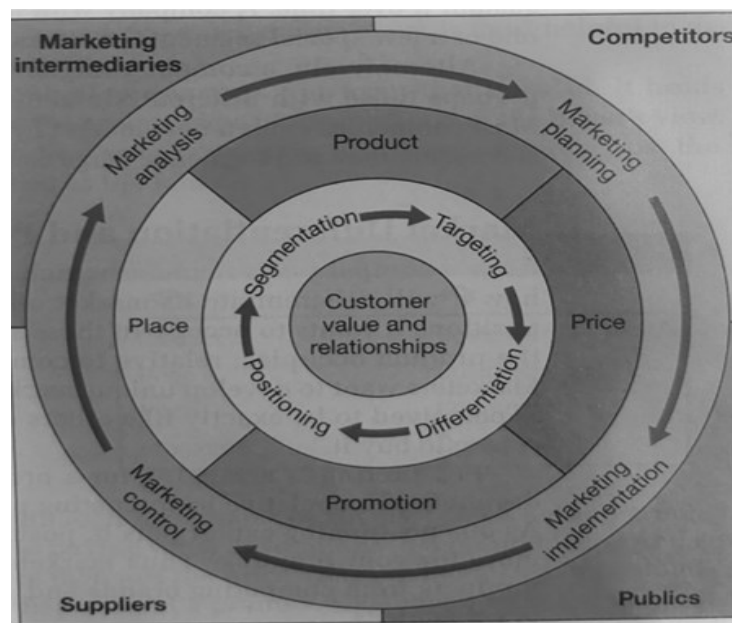 Marketing
intermediaries
Competitors
Marketing
analysis
Marketing
planning
Product
Segmentation
Targeting
Place
Customer
value and
relationships
Price
Positioning
Differentiation
Promotion
Marketing
control
Marketing
implementation
Suppliers
Publics